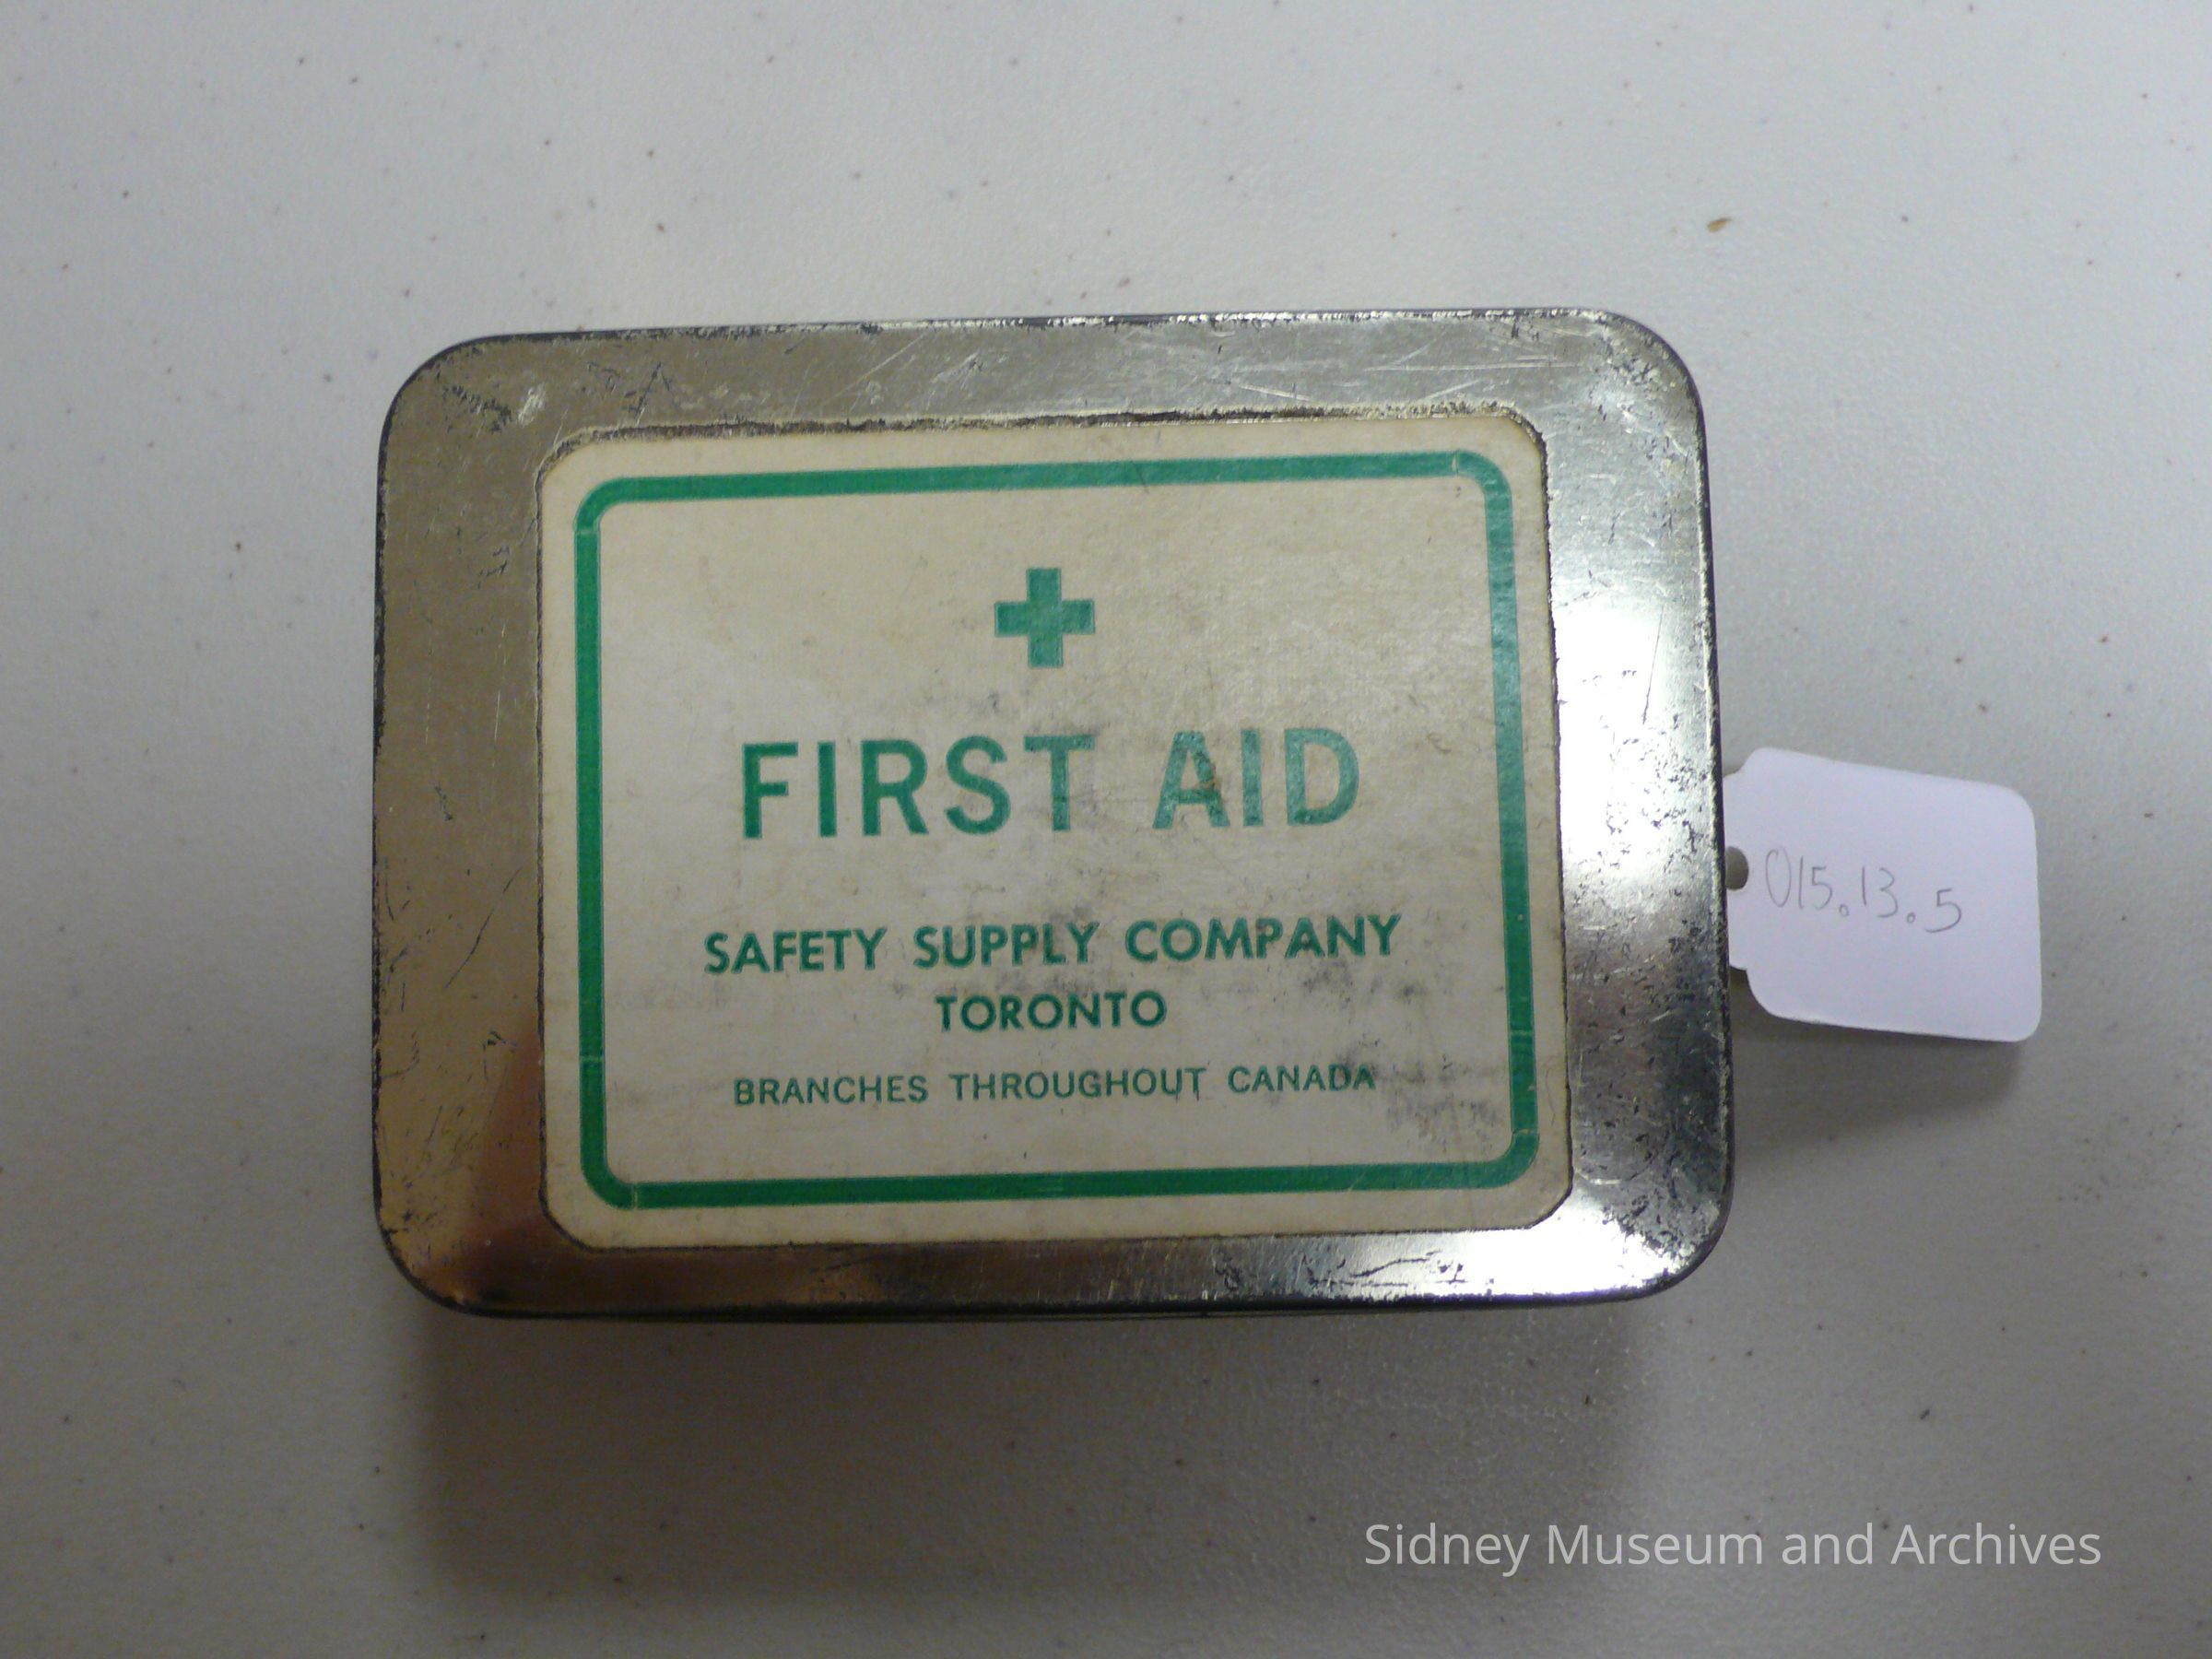 FIRST AID
SAFETY SUPPLY COMPANY
TORONTO
BRANCHES THROUGHOUT CANADA
015.13.5
Sidney Museum and Archives